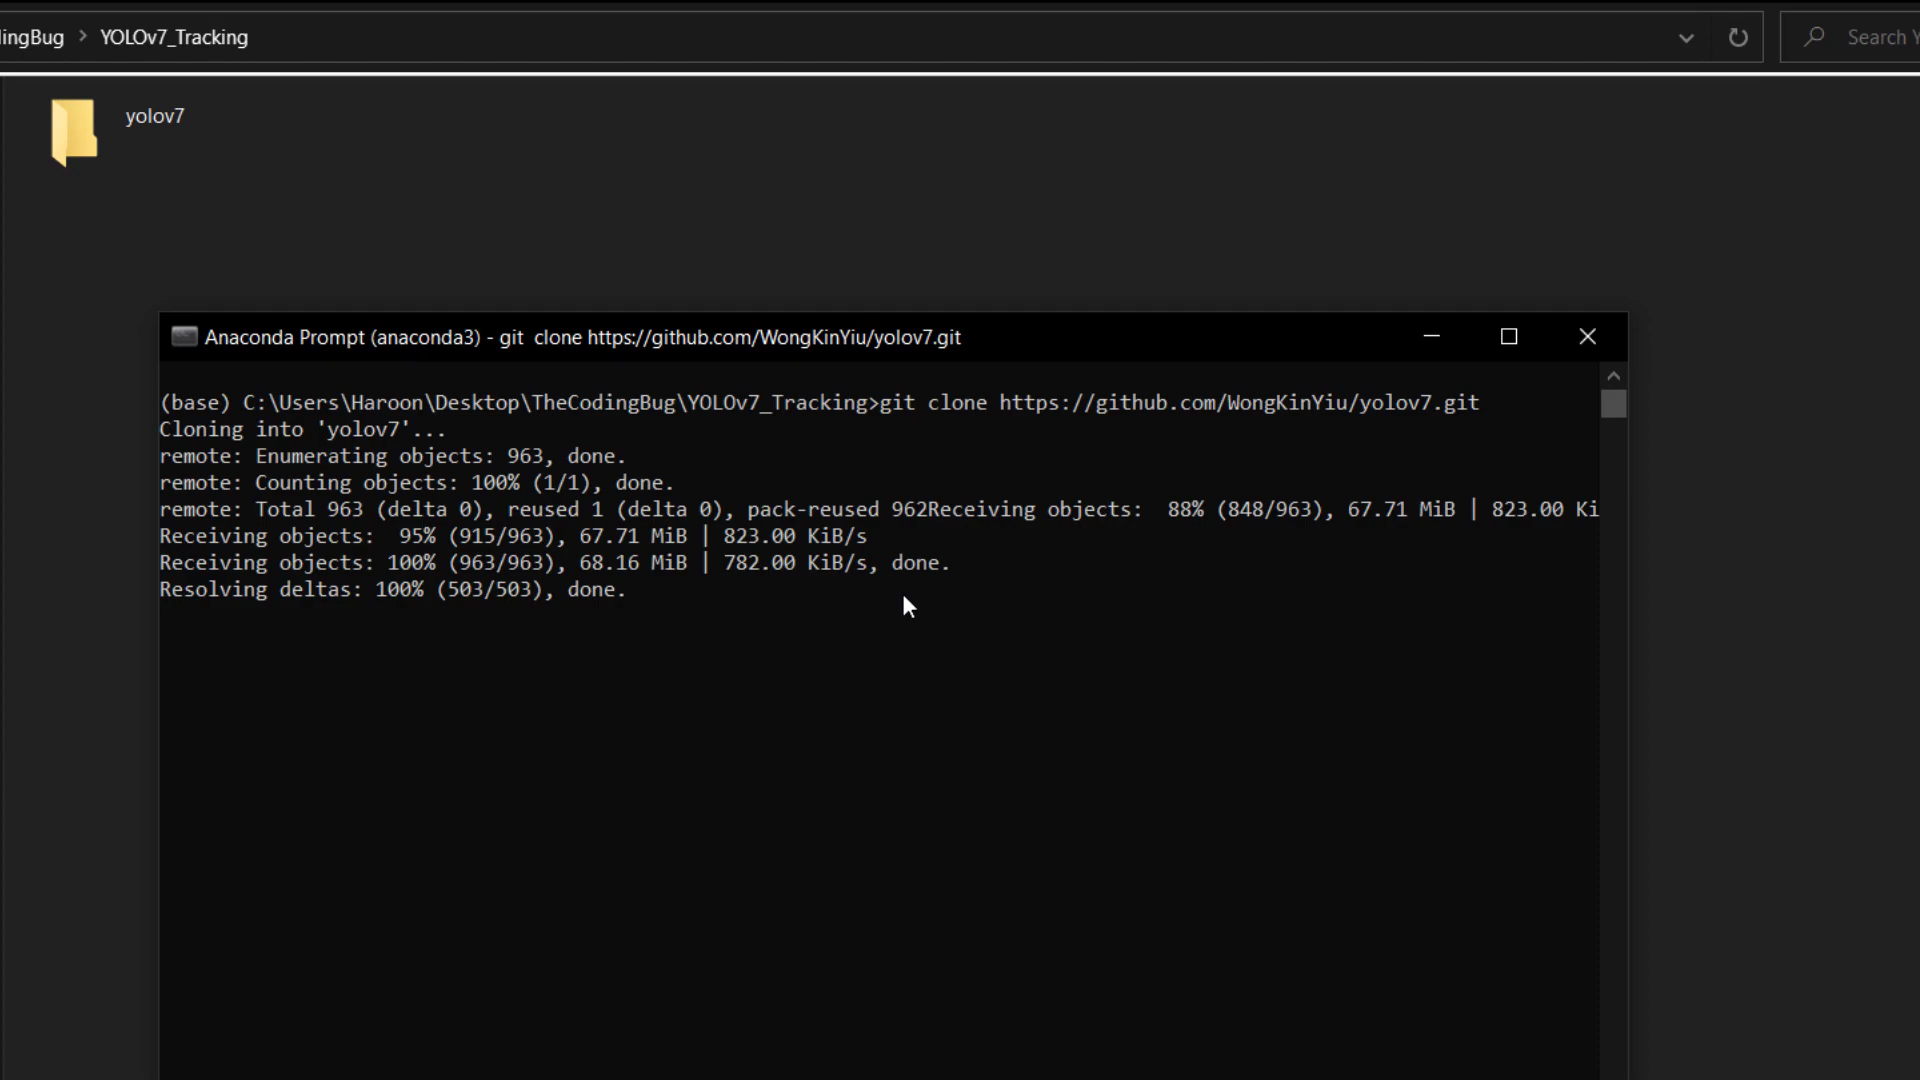 ingBug > YOLOv7_Tracking
Search
yolov7
Anaconda Prompt (anaconda3) - git  clone https://github.com/WongKinYiu/yolov7.git
(base) C:\Users\Haroon\Desktop\TheCodingBug\YOLOv7_Tracking>git clone https://github.com/WongKinYiu/yolov7.git
Cloning into 'yolov7'...
remote: Enumerating objects: 963, done.
remote: Counting objects: 100% (1/1), done.
remote: Total 963 (delta 0), reused 1 (delta 0), pack-reused 962Receiving objects:  88% (848/963), 67.71 MiB | 823.00 Ki
Receiving objects:  95% (915/963), 67.71 MiB | 823.00 KiB/s
Receiving objects: 100% (963/963), 68.16 MiB | 782.00 KiB/s, done.
Resolving deltas: 100% (503/503), done.